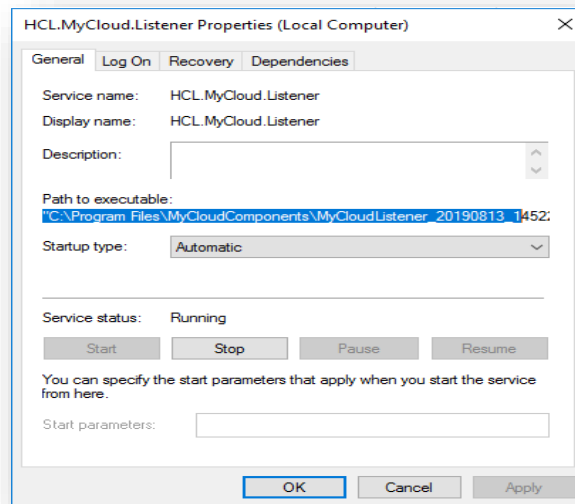 HCL.MyCloud.Listener Properties (Local Computer)
General Log On Recovery Dependencies
Service name: HCL.MyCloud.Listener
Display name: HCL.MyCloud.Listener
Description:
Path to executable:
"C:\Program Files\MyCloudComponents\MyCloudListener_20190813_14522
Startup type: Automatic
Service status: Running
Start Stop Pause Resume
You can specify the start parameters that apply when you start the service
from here.
Start parameters:
OK Cancel Apply